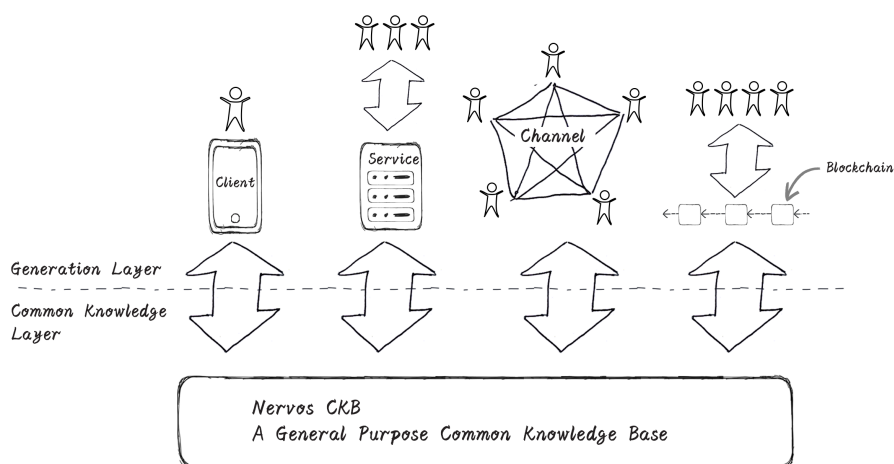 Client
Service
Channel
Blockchain
Generation Layer
Common Knowledge
Layer
Nervos CKB
A General Purpose Common Knowledge Base